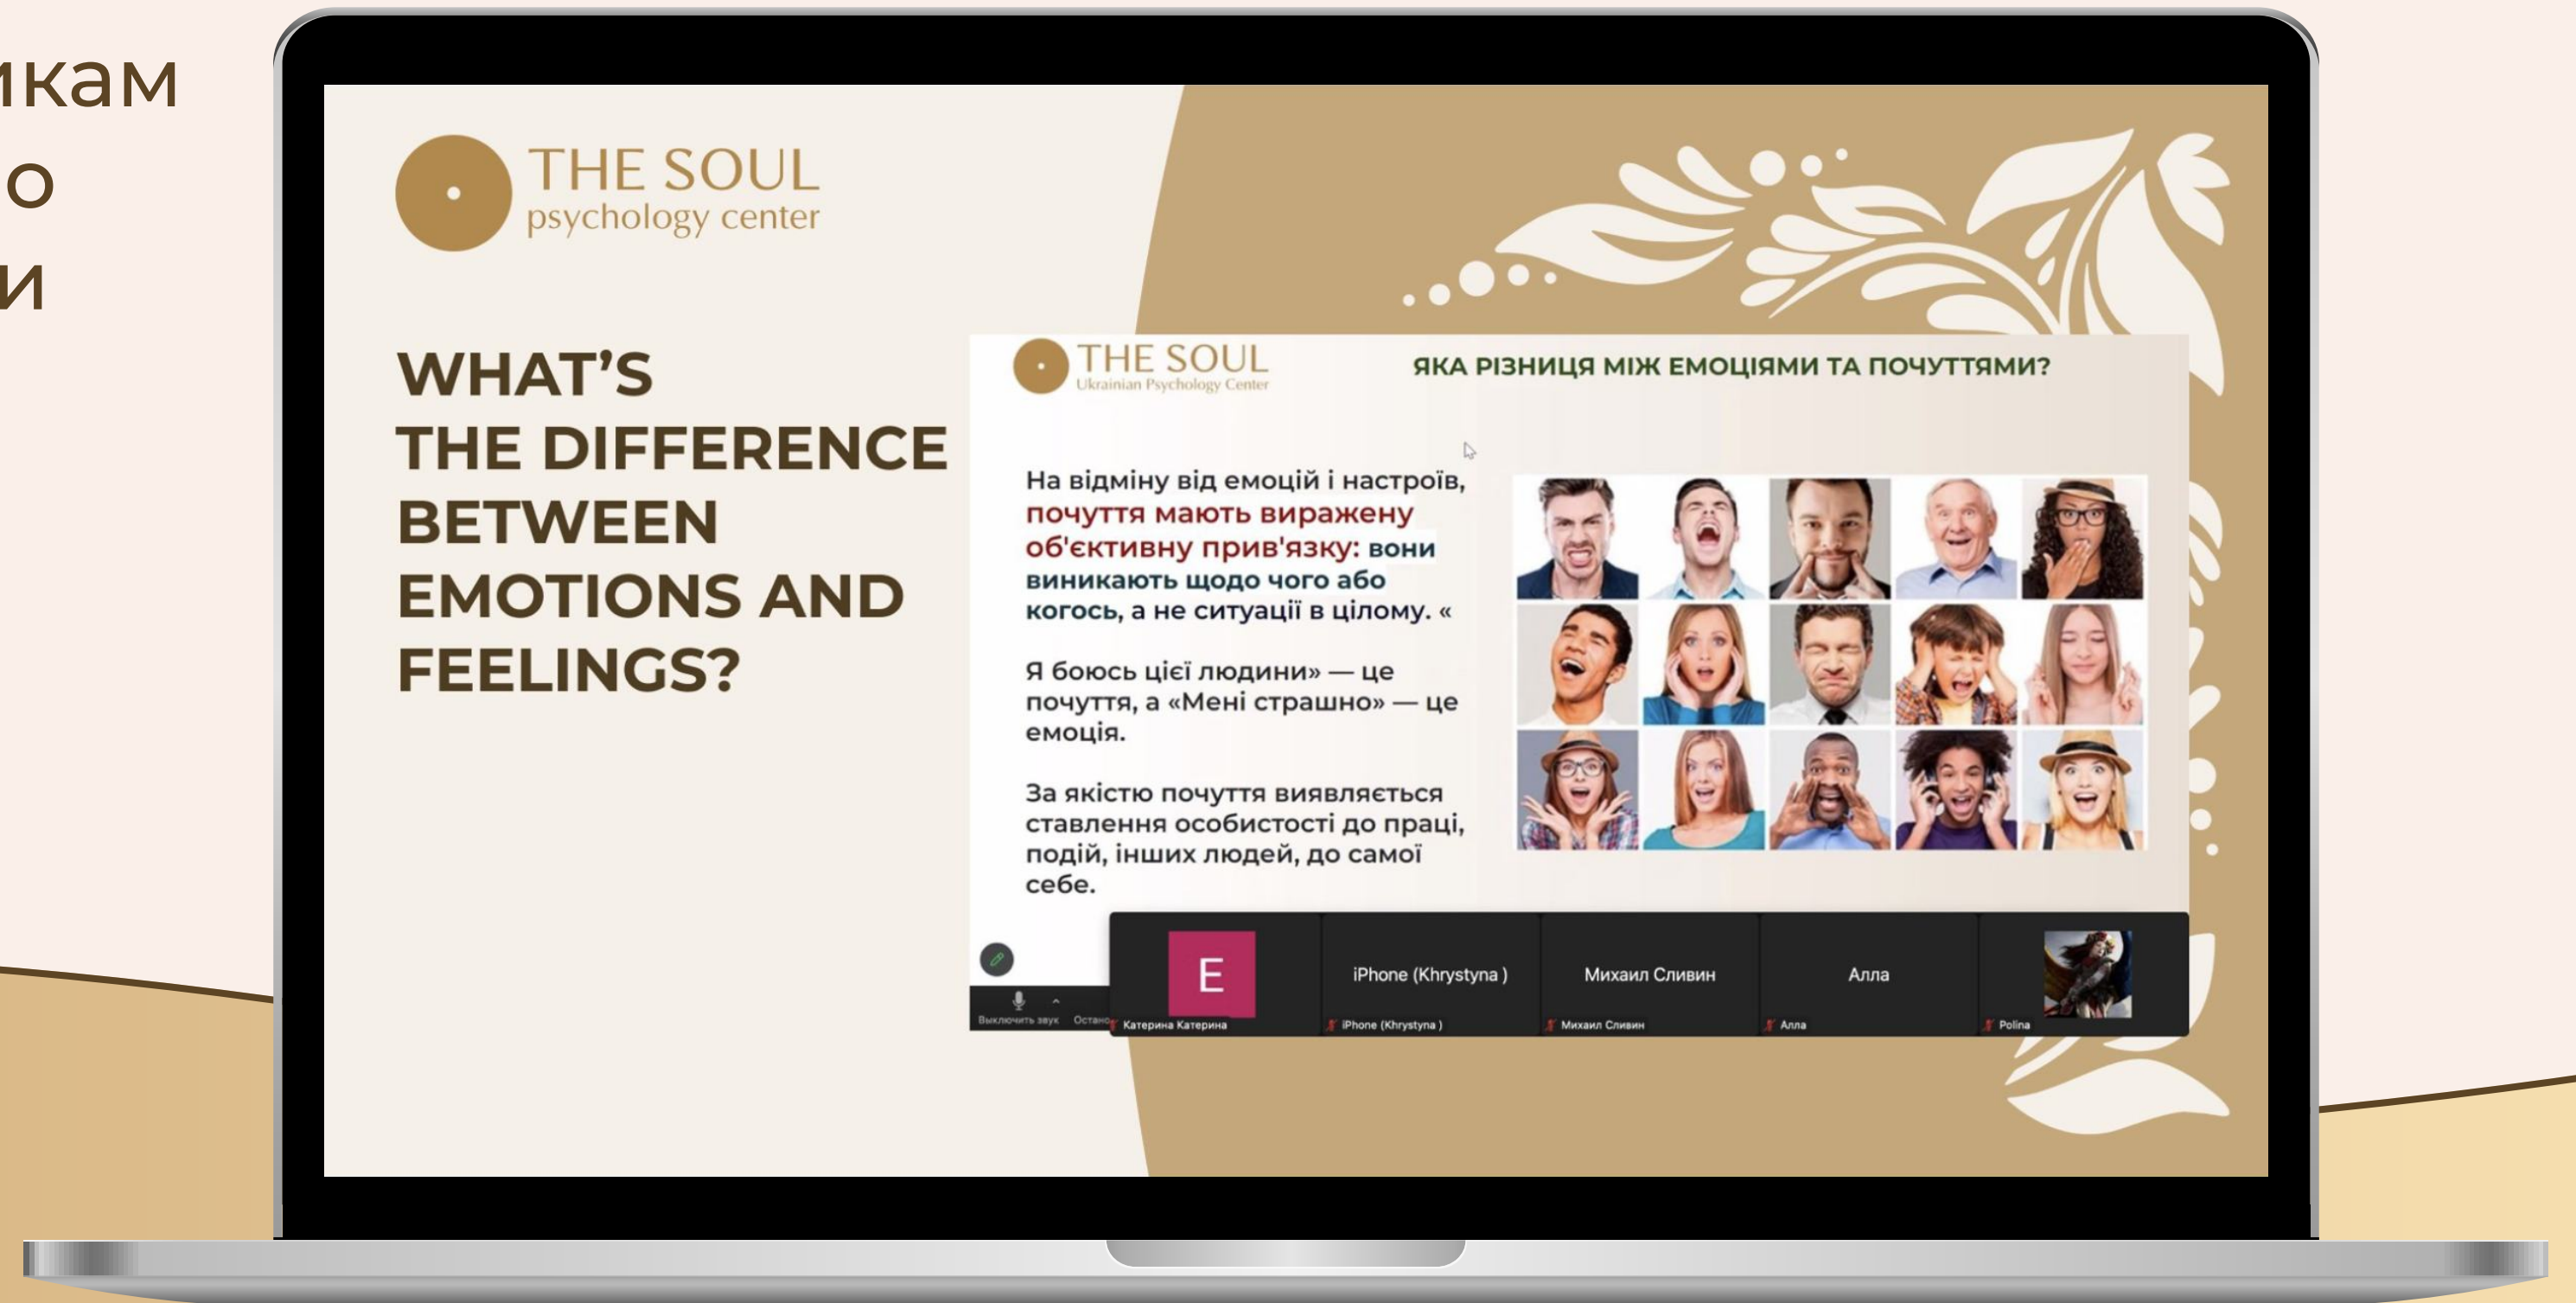 икам
о
и
THE SOUL
psychology center
WHAT’S
THE DIFFERENCE
BETWEEN
EMOTIONS AND
FEELINGS?
THE SOUL
Ukrainian Psychology Center
ЯКА РІЗНИЦЯ МІЖ ЕМОЦІЯМИ ТА ПОЧУТТЯМИ?
На відміну від емоцій і настроїв,
почуття мають виражену
об'єктивну прив'язку: вони
виникають щодо чого або
когось, а не ситуації в цілому. «
Я боюсь цієї людини» — це
почуття, а «Мені страшно» — це
емоція.
За якістю почуття виявляється
ставлення особистості до праці,
подій, інших людей, до самої
себе.
E
iPhone (Khrystyna )
Михаил Сливин
Алла
Выключить звук
Остано
Катерина Катерина
iPhone (Khrystyna )
Михаил Сливин
Алла
Polina